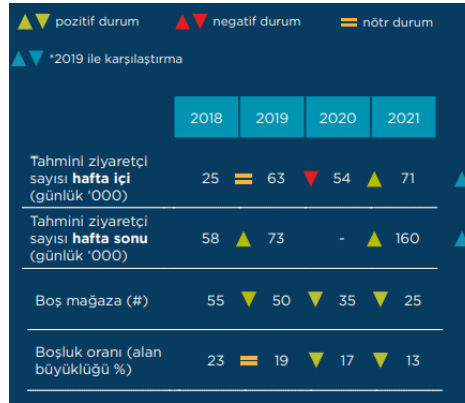 pozitif durum negatif durum nötr durum
*2019 ile karşılaştırma
2018 2019 2020 2021
Tahmini ziyaretçi
sayısı hafta içi
(günlük '000)
25 63 54 71
Tahmini ziyaretçi
sayısı hafta sonu
(günlük '000)
58 73 - 160
Boş mağaza (#) 55 50 35 25
Boşluk oranı (alan
büyüklüğü %)
23 19 17 13